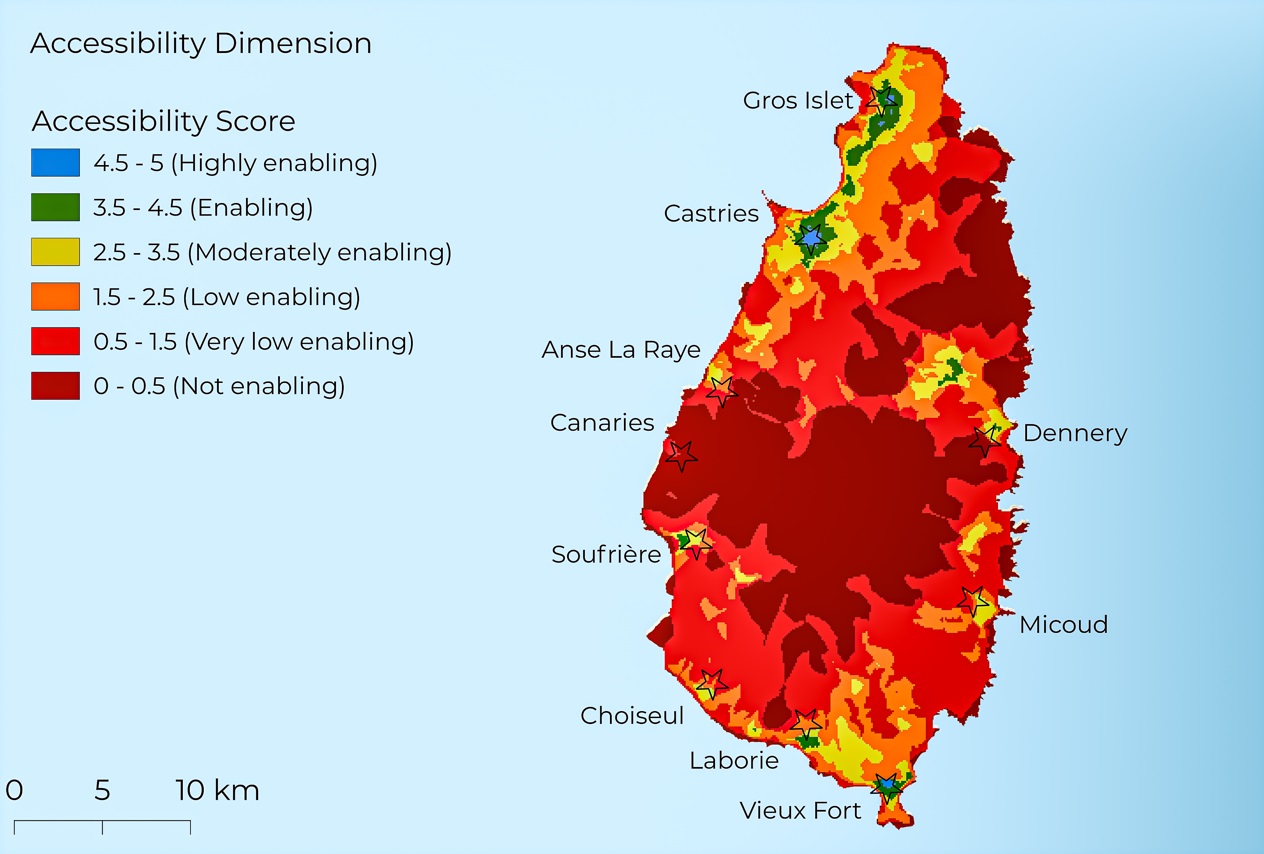 Accessibility Dimension
Accessibility Score
4.5 - 5 (Highly enabling)
3.5 - 4.5 (Enabling)
2.5 - 3.5 (Moderately enabling)
1.5 - 2.5 (Low enabling)
0.5 - 1.5 (Very low enabling)
0 - 0.5 (Not enabling)
Gros Islet
Castries
Anse La Raye
Canaries
Dennery
Soufrière
Micoud
Choiseul
Laborie
Vieux Fort
0 5 10 km